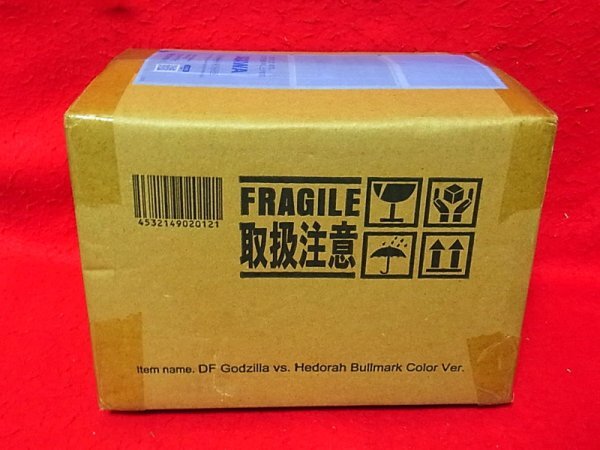 4532149020121
FRAGILE
取扱注意
Item name. DF Godzilla vs. Hedorah Bullmark Color Ver.